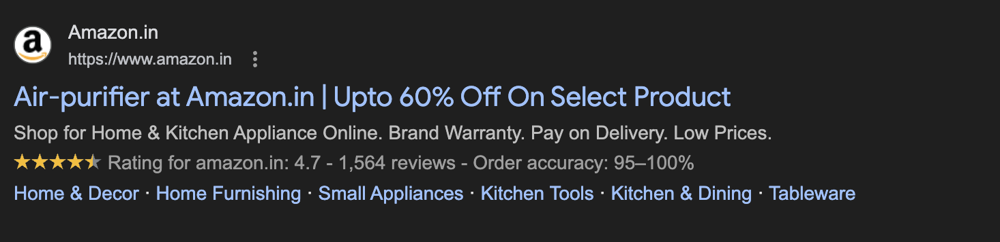 Amazon.in
https://www.amazon.in
Air-purifier at Amazon.in | Upto 60% Off On Select Product
Shop for Home & Kitchen Appliance Online. Brand Warranty. Pay on Delivery. Low Prices.
Rating for amazon.in: 4.7 - 1,564 reviews - Order accuracy: 95–100%
Home & Decor · Home Furnishing · Small Appliances · Kitchen Tools · Kitchen & Dining · Tableware